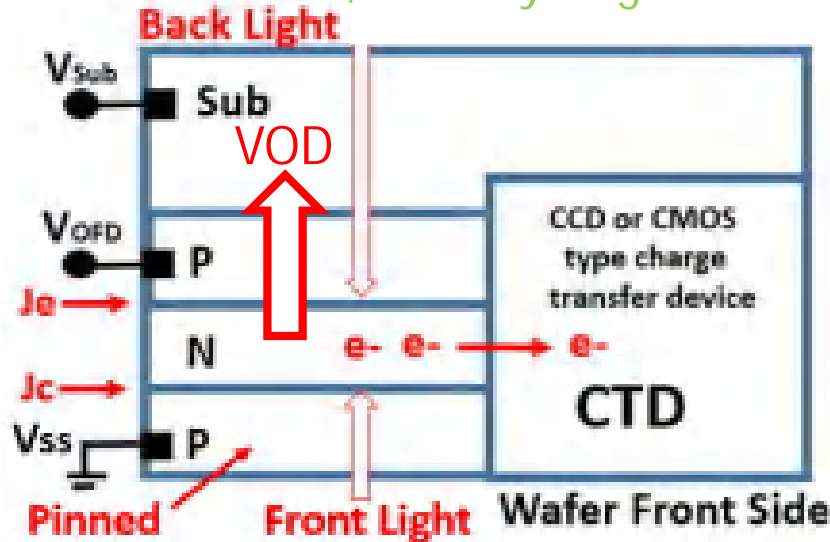 Back Light
VSub
Sub
VOD
VOFD
P
CCD or CMOS
type charge
transfer device
Je
N
e- e-
e-
Jc
CTD
Vss
P
Pinned
Front Light
Wafer Front Side